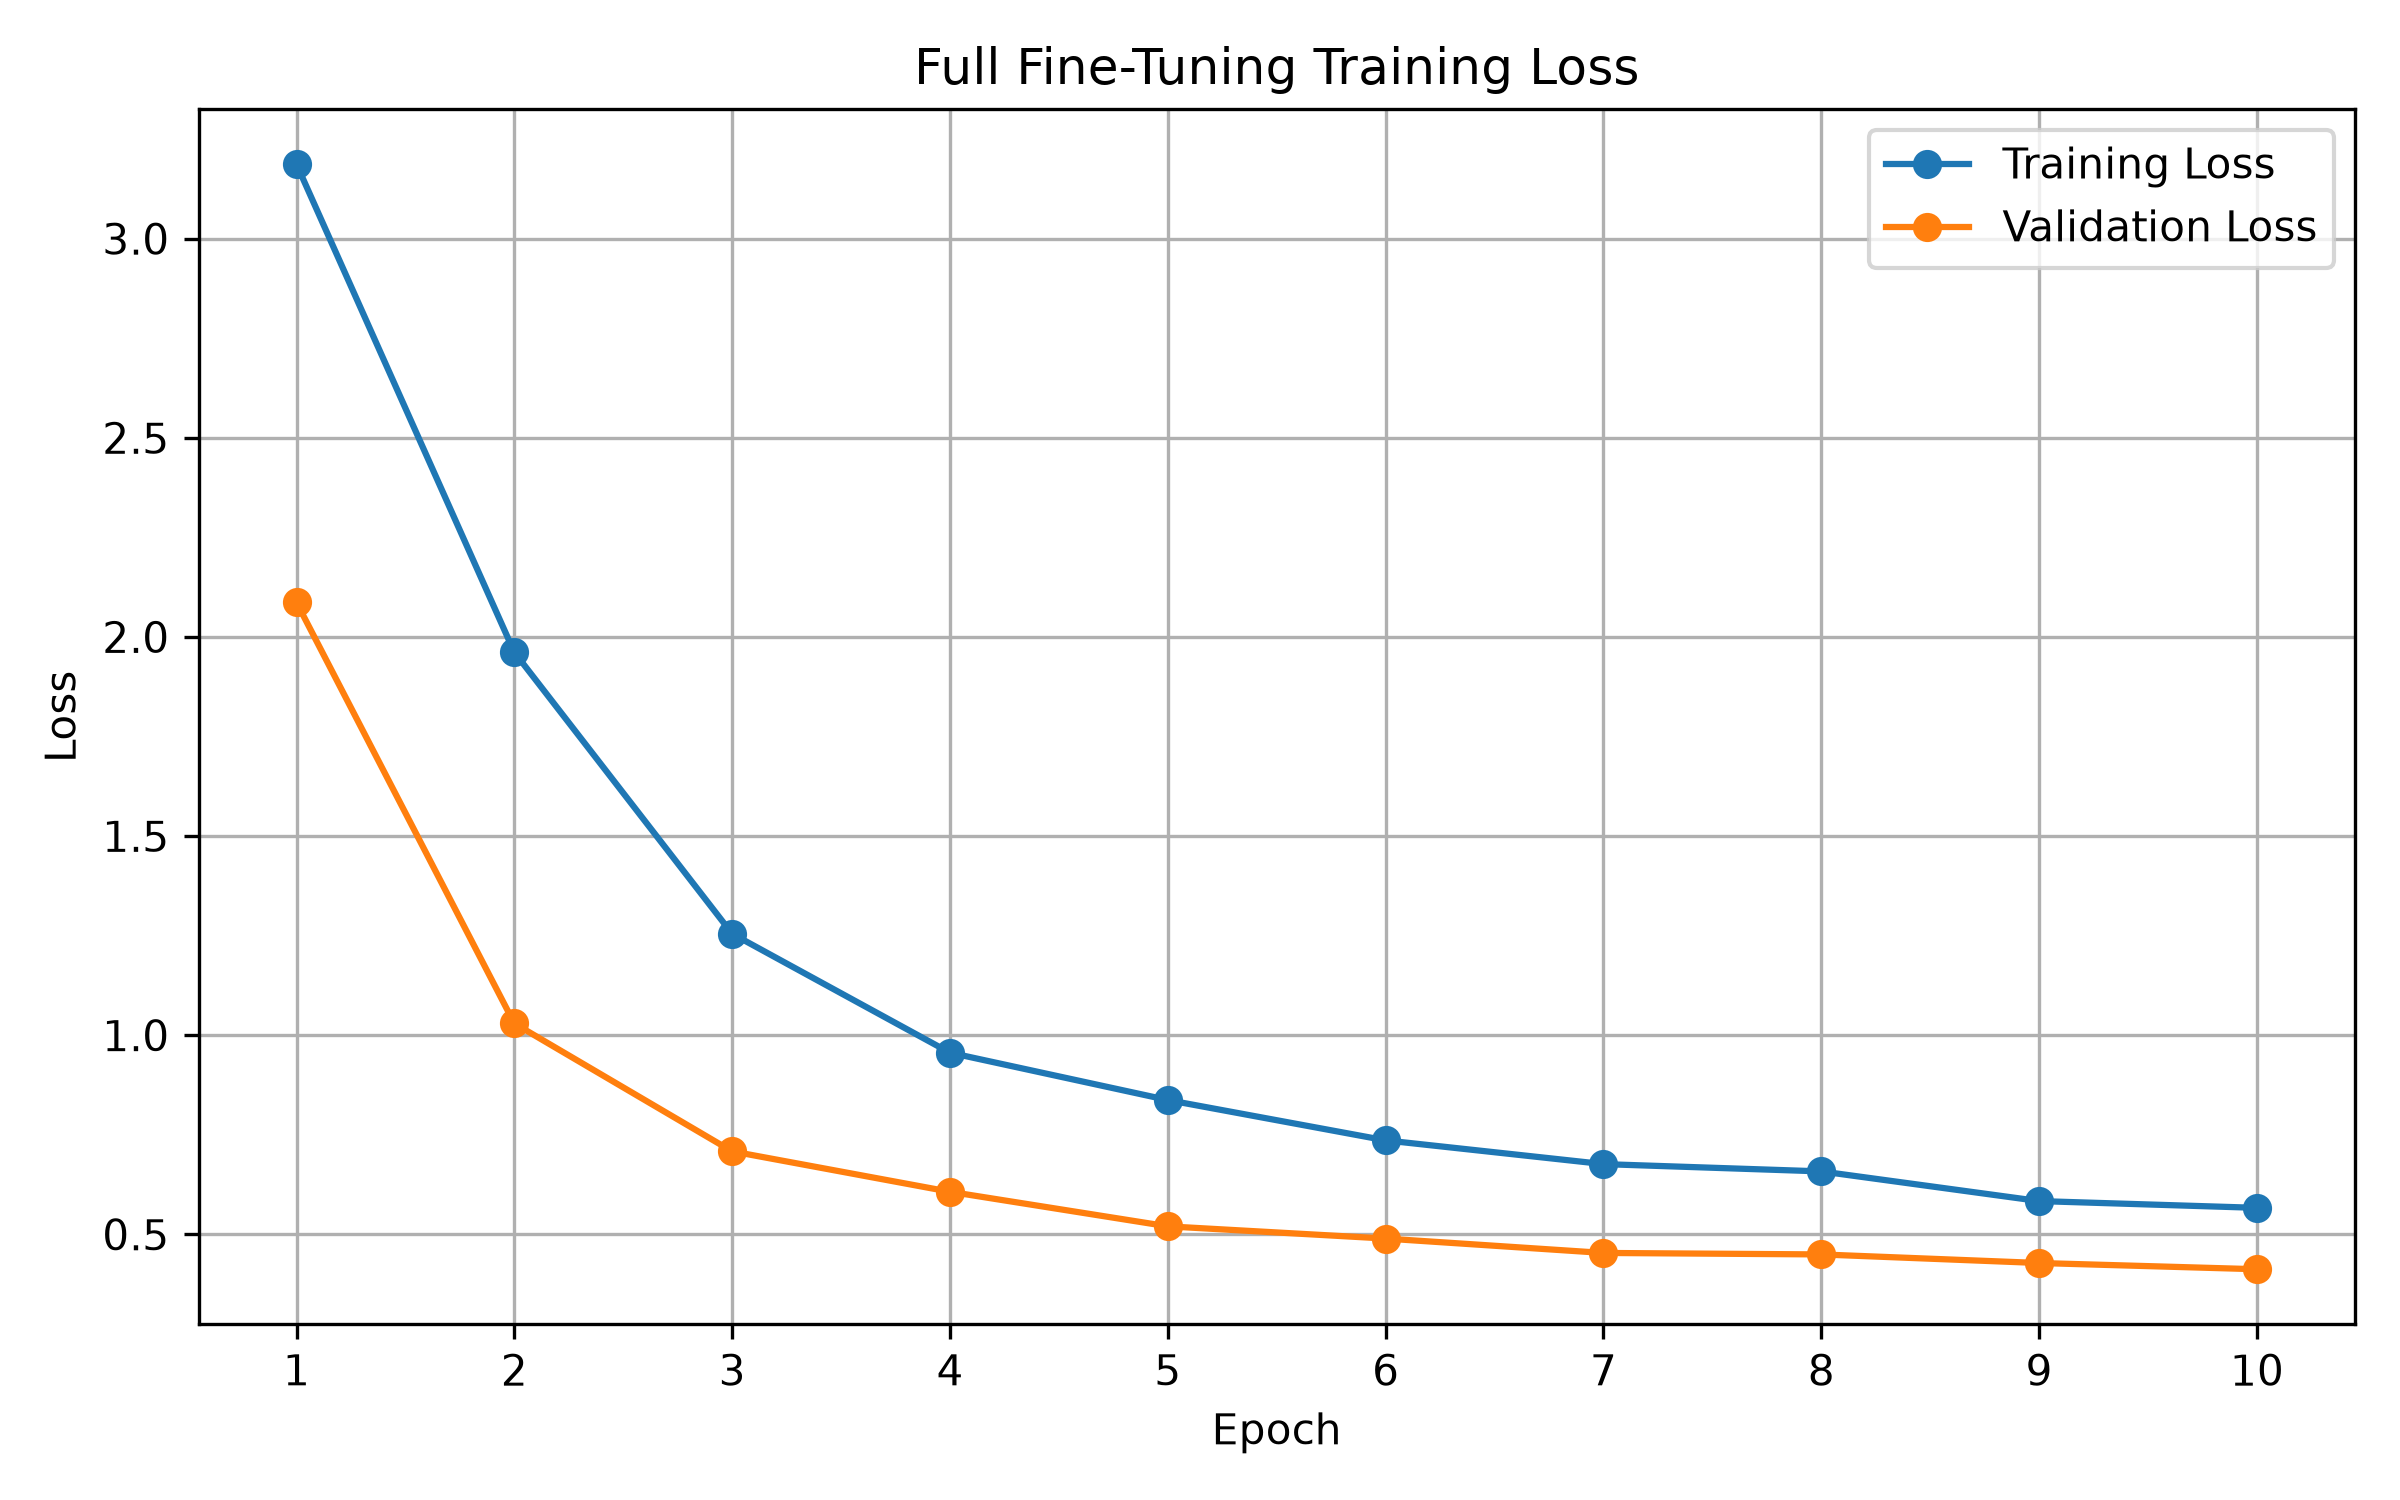 Full Fine-Tuning Training Loss
Training Loss
Validation Loss
3.0
2.5
2.0
1.5
1.0
0.5
Loss
1 2 3 4 5 6 7 8 9 10
Epoch